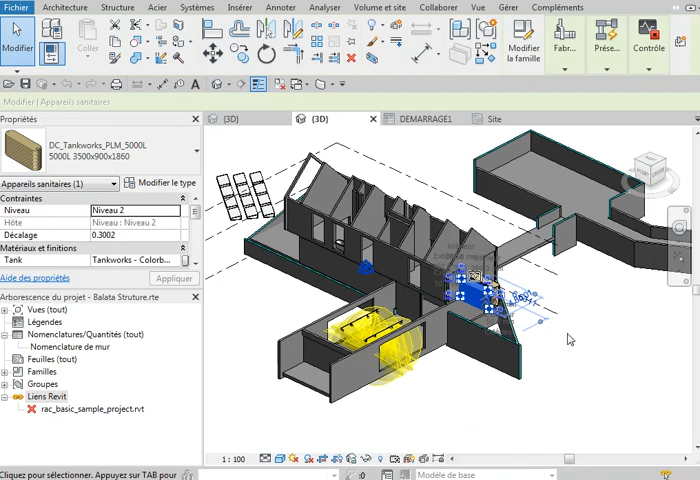 Fichier
Architecture
Structure
Acier
Systèmes
Insérer
Annoter
Analyser
Volume et site
Collaborer
Vue
Gérer
Compléments
Modifier
Coller
Modifier
la famille
Fabr...
Prése...
Contrôle
Modifier | Appareils sanitaires
Propriétés
{3D}
{3D}
DEMARRAGE1
Site
DC_Tankworks_PLM_5000L
5000L 3500x900x1860
Appareils sanitaires (1)
Modifier le type
Contraintes
Niveau
Niveau 2
Hôte
Niveau : Niveau 2
Décalage
0.3002
Matériaux et finitions
Tank
Tankworks - Colorb...
Aide des propriétés
Appliquer
Arborescence du projet - Balata Struture.rte
Vues (tout)
Légendes
Nomenclatures/Quantités (tout)
Nomenclature de mur
Feuilles (tout)
Familles
Groupes
Liens Revit
rac_basic_sample_project.rvt
1 : 100
Cliquez pour sélectionner. Appuyez sur TAB pour
:0
Modèle de base